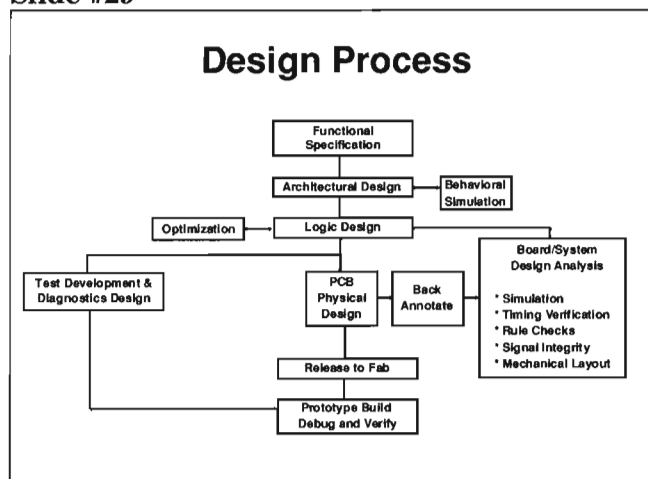 Design Process
Functional
Specification
Architectural Design
Behavioral
Simulation
Optimization
Logic Design
Board/System
Design Analysis
* Simulation
* Timing Verification
* Rule Checks
* Signal Integrity
* Mechanical Layout
Test Development &
Diagnostics Design
PCB
Physical
Design
Back
Annotate
Release to Fab
Prototype Build
Debug and Verify